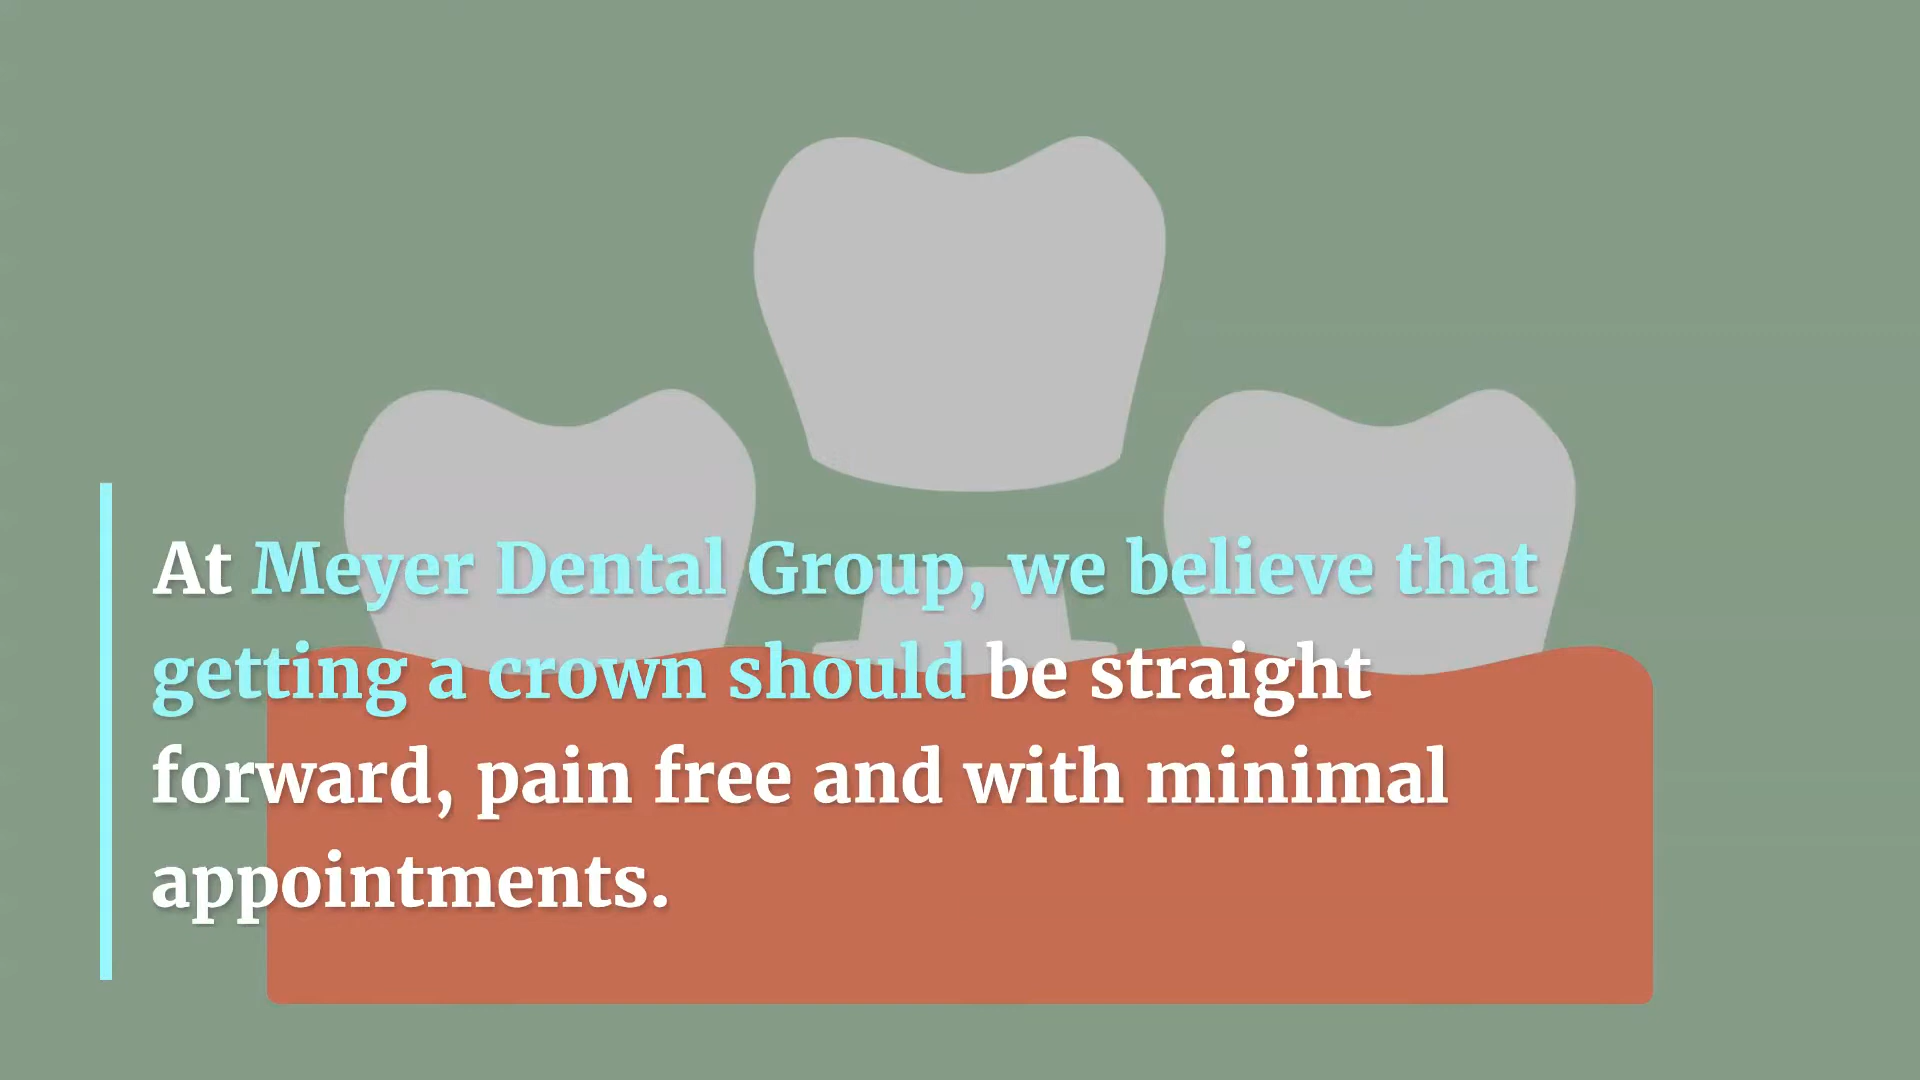 At Meyer Dental Group, we believe that
getting a crown should be straight
forward, pain free and with minimal
appointments.